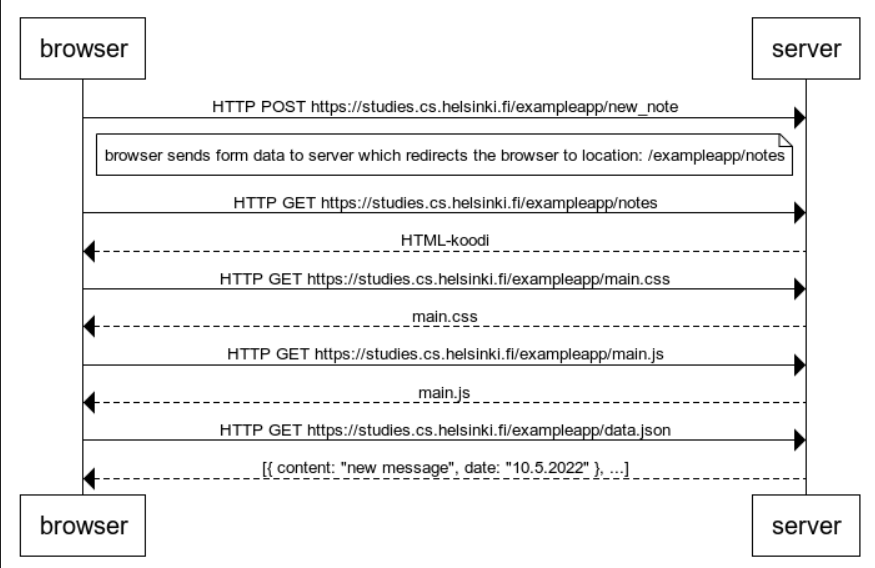 browser server
HTTP POST https://studies.cs.helsinki.fi/exampleapp/new_note
browser sends form data to server which redirects the browser to location: /exampleapp/notes
HTTP GET https://studies.cs.helsinki.fi/exampleapp/notes
HTML-koodi
HTTP GET https://studies.cs.helsinki.fi/exampleapp/main.css
main.css
HTTP GET https://studies.cs.helsinki.fi/exampleapp/main.js
main.js
HTTP GET https://studies.cs.helsinki.fi/exampleapp/data.json
[{ content: "new message", date: "10.5.2022" }, ...]
browser server